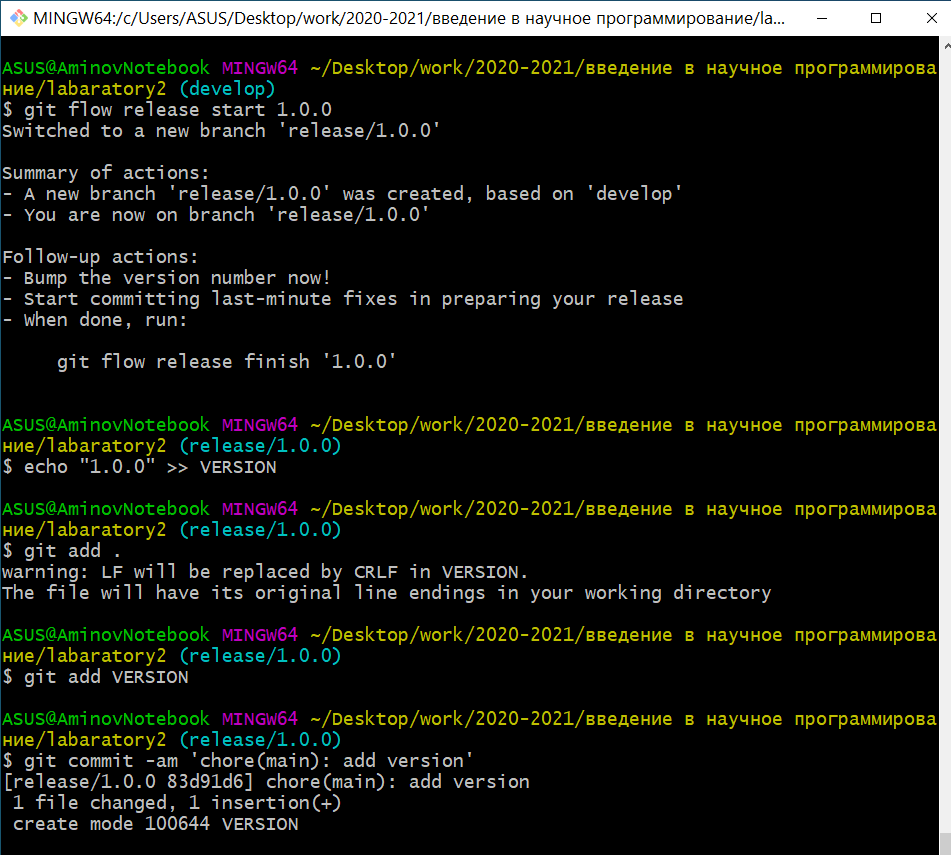 MINGW64:/c/Users/ASUS/Desktop/work/2020-2021/введение в научное программирование/la...
ASUS@AminovNotebook MINGW64 ~/Desktop/work/2020-2021/введение в научное программирова
ние/labaratory2 (develop)
$ git flow release start 1.0.0
Switched to a new branch 'release/1.0.0'
Summary of actions:
- A new branch 'release/1.0.0' was created, based on 'develop'
- You are now on branch 'release/1.0.0'
Follow-up actions:
- Bump the version number now!
- Start committing last-minute fixes in preparing your release
- When done, run:
git flow release finish '1.0.0'
ASUS@AminovNotebook MINGW64 ~/Desktop/work/2020-2021/введение в научное программирова
ние/labaratory2 (release/1.0.0)
$ echo "1.0.0" >> VERSION
ASUS@AminovNotebook MINGW64 ~/Desktop/work/2020-2021/введение в научное программирова
ние/labaratory2 (release/1.0.0)
$ git add .
warning: LF will be replaced by CRLF in VERSION.
The file will have its original line endings in your working directory
ASUS@AminovNotebook MINGW64 ~/Desktop/work/2020-2021/введение в научное программирова
ние/labaratory2 (release/1.0.0)
$ git add VERSION
ASUS@AminovNotebook MINGW64 ~/Desktop/work/2020-2021/введение в научное программирова
ние/labaratory2 (release/1.0.0)
$ git commit -am 'chore(main): add version'
[release/1.0.0 83d91d6] chore(main): add version
1 file changed, 1 insertion(+)
create mode 100644 VERSION